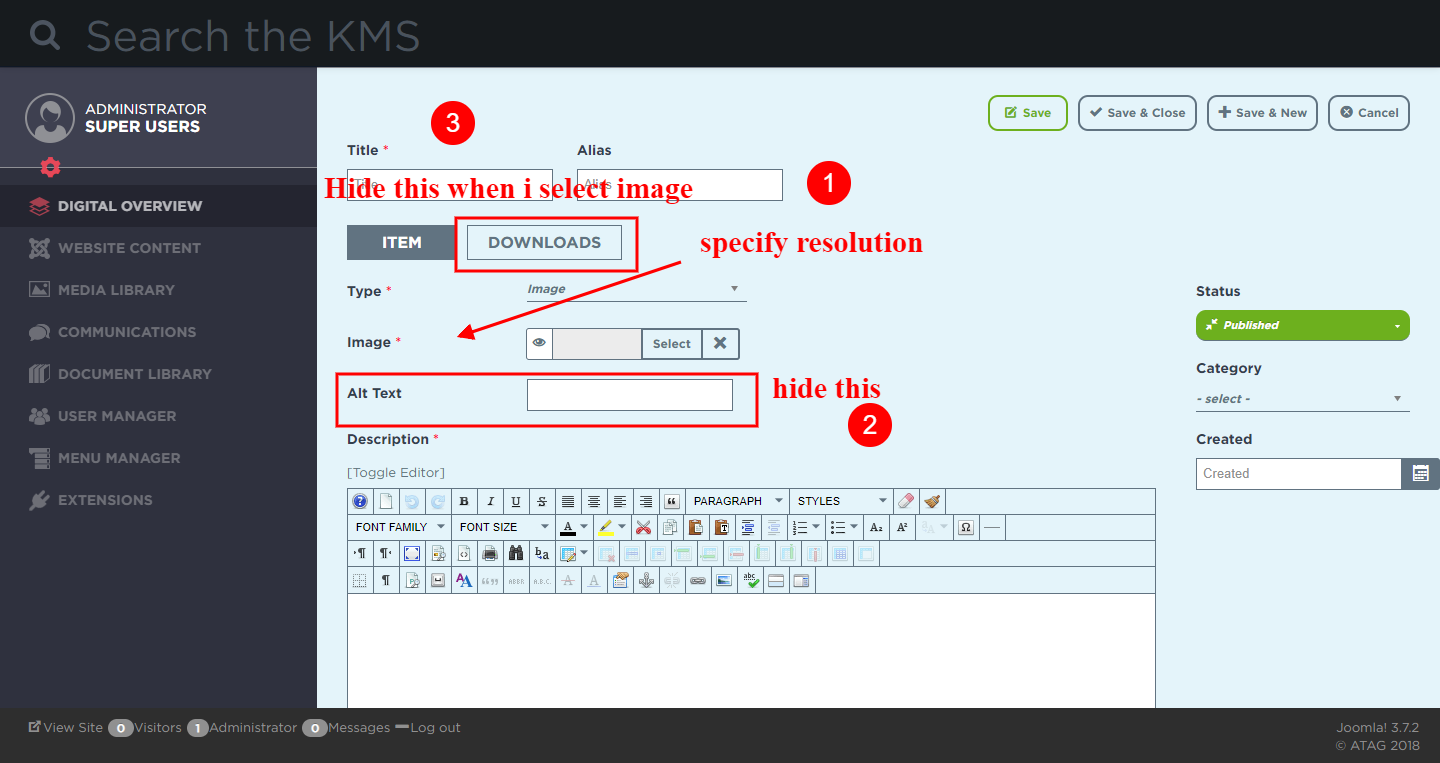 Search the KMS
ADMINISTRATOR
SUPER USERS
DIGITAL OVERVIEW
WEBSITE CONTENT
MEDIA LIBRARY
COMMUNICATIONS
DOCUMENT LIBRARY
USER MANAGER
MENU MANAGER
EXTENSIONS
Save
Save & Close
Save & New
Cancel
3
Title *
Alias
1
Title
Alias
Hide this when i select image
ITEM
DOWNLOADS
specify resolution
Type *
Image
Image *
Select
Alt Text
hide this
2
Description *
[Toggle Editor]
B I U S
PARAGRAPH
STYLES
FONT FAMILY
FONT SIZE
Status
Published
Category
- select -
Created
Created
View Site 0 Visitors 1 Administrator 0 Messages Log out
Joomla! 3.7.2
© ATAG 2018